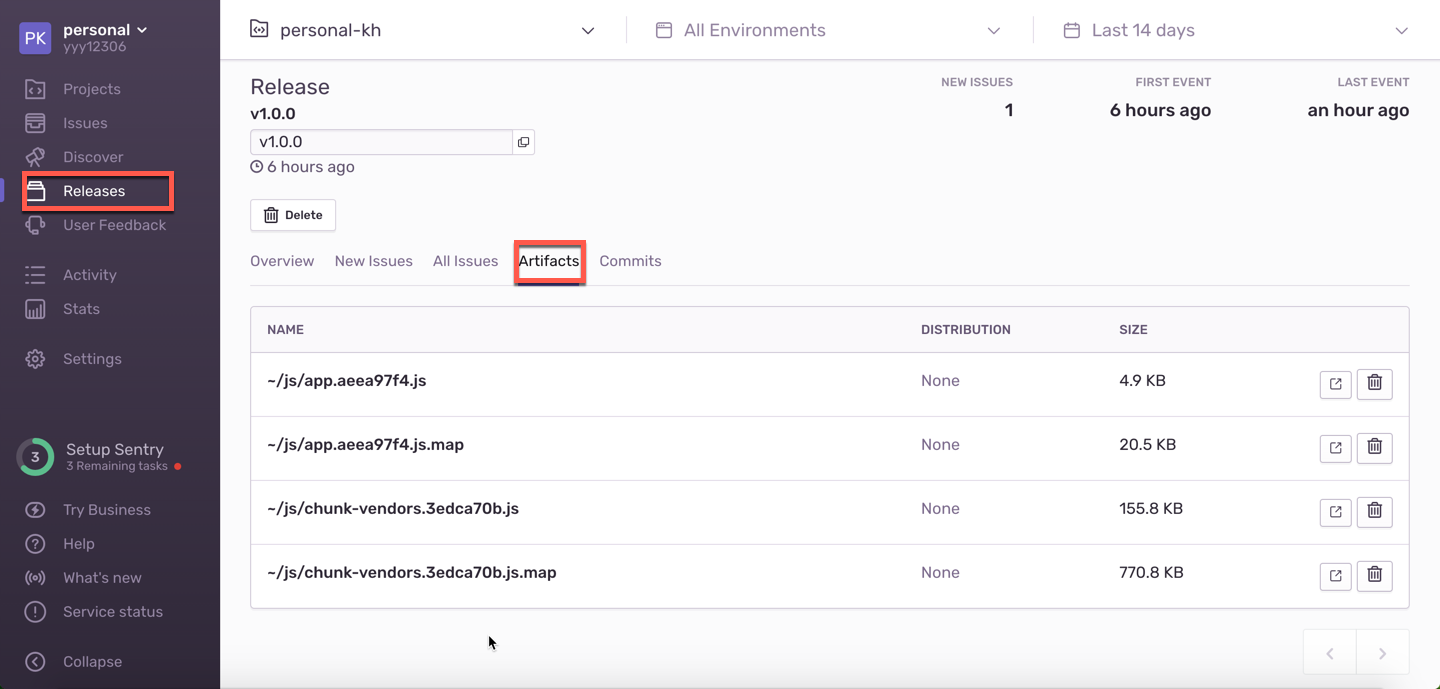 PK
personal
yyy12306
Projects
Issues
Discover
Releases
User Feedback
Activity
Stats
Settings
3
Setup Sentry
3 Remaining tasks
Try Business
Help
What's new
Service status
Collapse
personal-kh
All Environments
Last 14 days
Release
v1.0.0
v1.0.0
6 hours ago
NEW ISSUES
1
FIRST EVENT
6 hours ago
LAST EVENT
an hour ago
Delete
Overview New Issues All Issues Artifacts Commits
NAME DISTRIBUTION SIZE
~/js/app.aeea97f4.js None 4.9 KB
~/js/app.aeea97f4.js.map None 20.5 KB
~/js/chunk-vendors.3edca70b.js None 155.8 KB
~/js/chunk-vendors.3edca70b.js.map None 770.8 KB